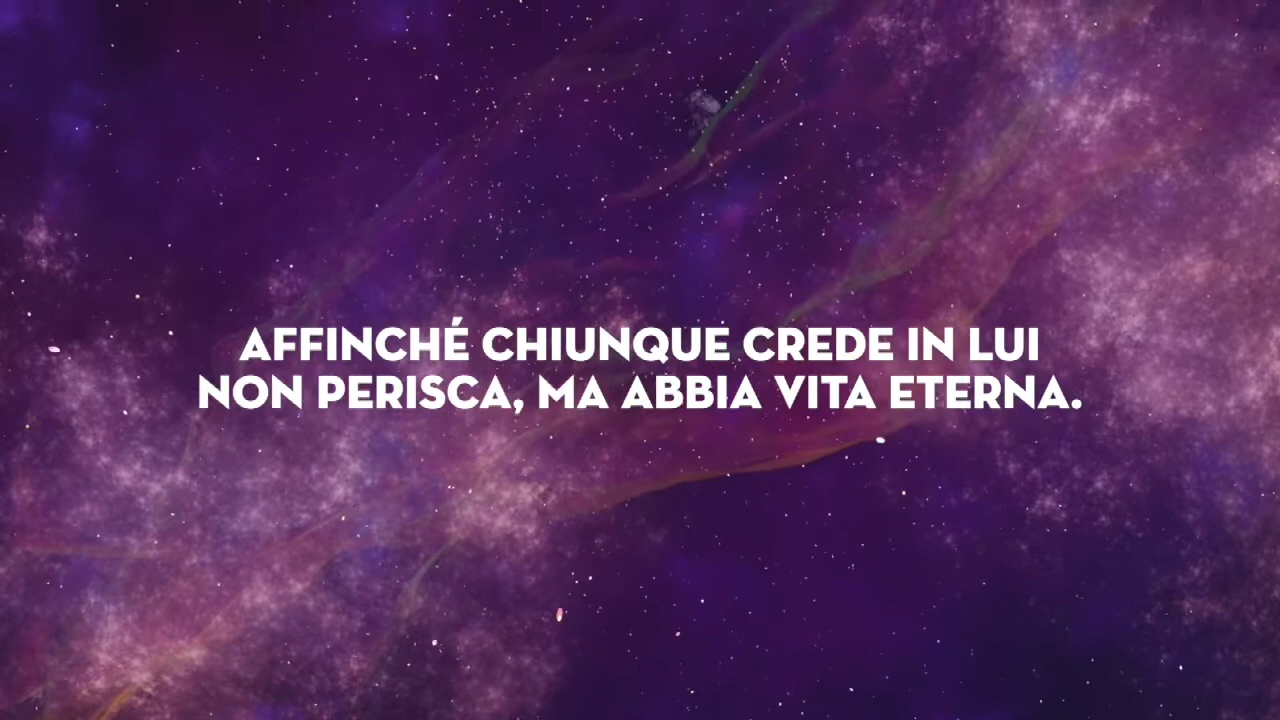 AFFINCHÉ CHIUNQUE CREDE IN LUI
NON PERISCA, MA ABBIA VITA ETERNA.